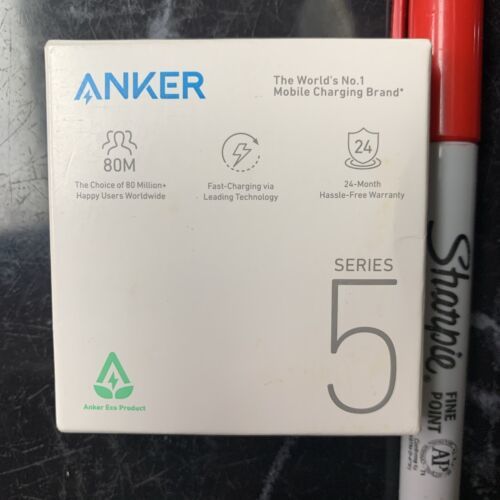 ANKER
The World's No.1
Mobile Charging Brand*
80M
The Choice of 80 Million+
Happy Users Worldwide
Fast-Charging via
Leading Technology
24
24-Month
Hassle-Free Warranty
SERIES
5
Anker Eco Product
Sharpie
FINE
POINT
AP